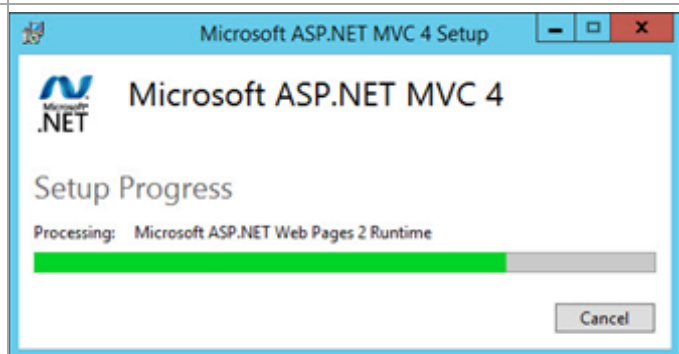 Microsoft ASP.NET MVC 4 Setup
Microsoft
.NET
Microsoft ASP.NET MVC 4
Setup Progress
Processing: Microsoft ASP.NET Web Pages 2 Runtime
Cancel